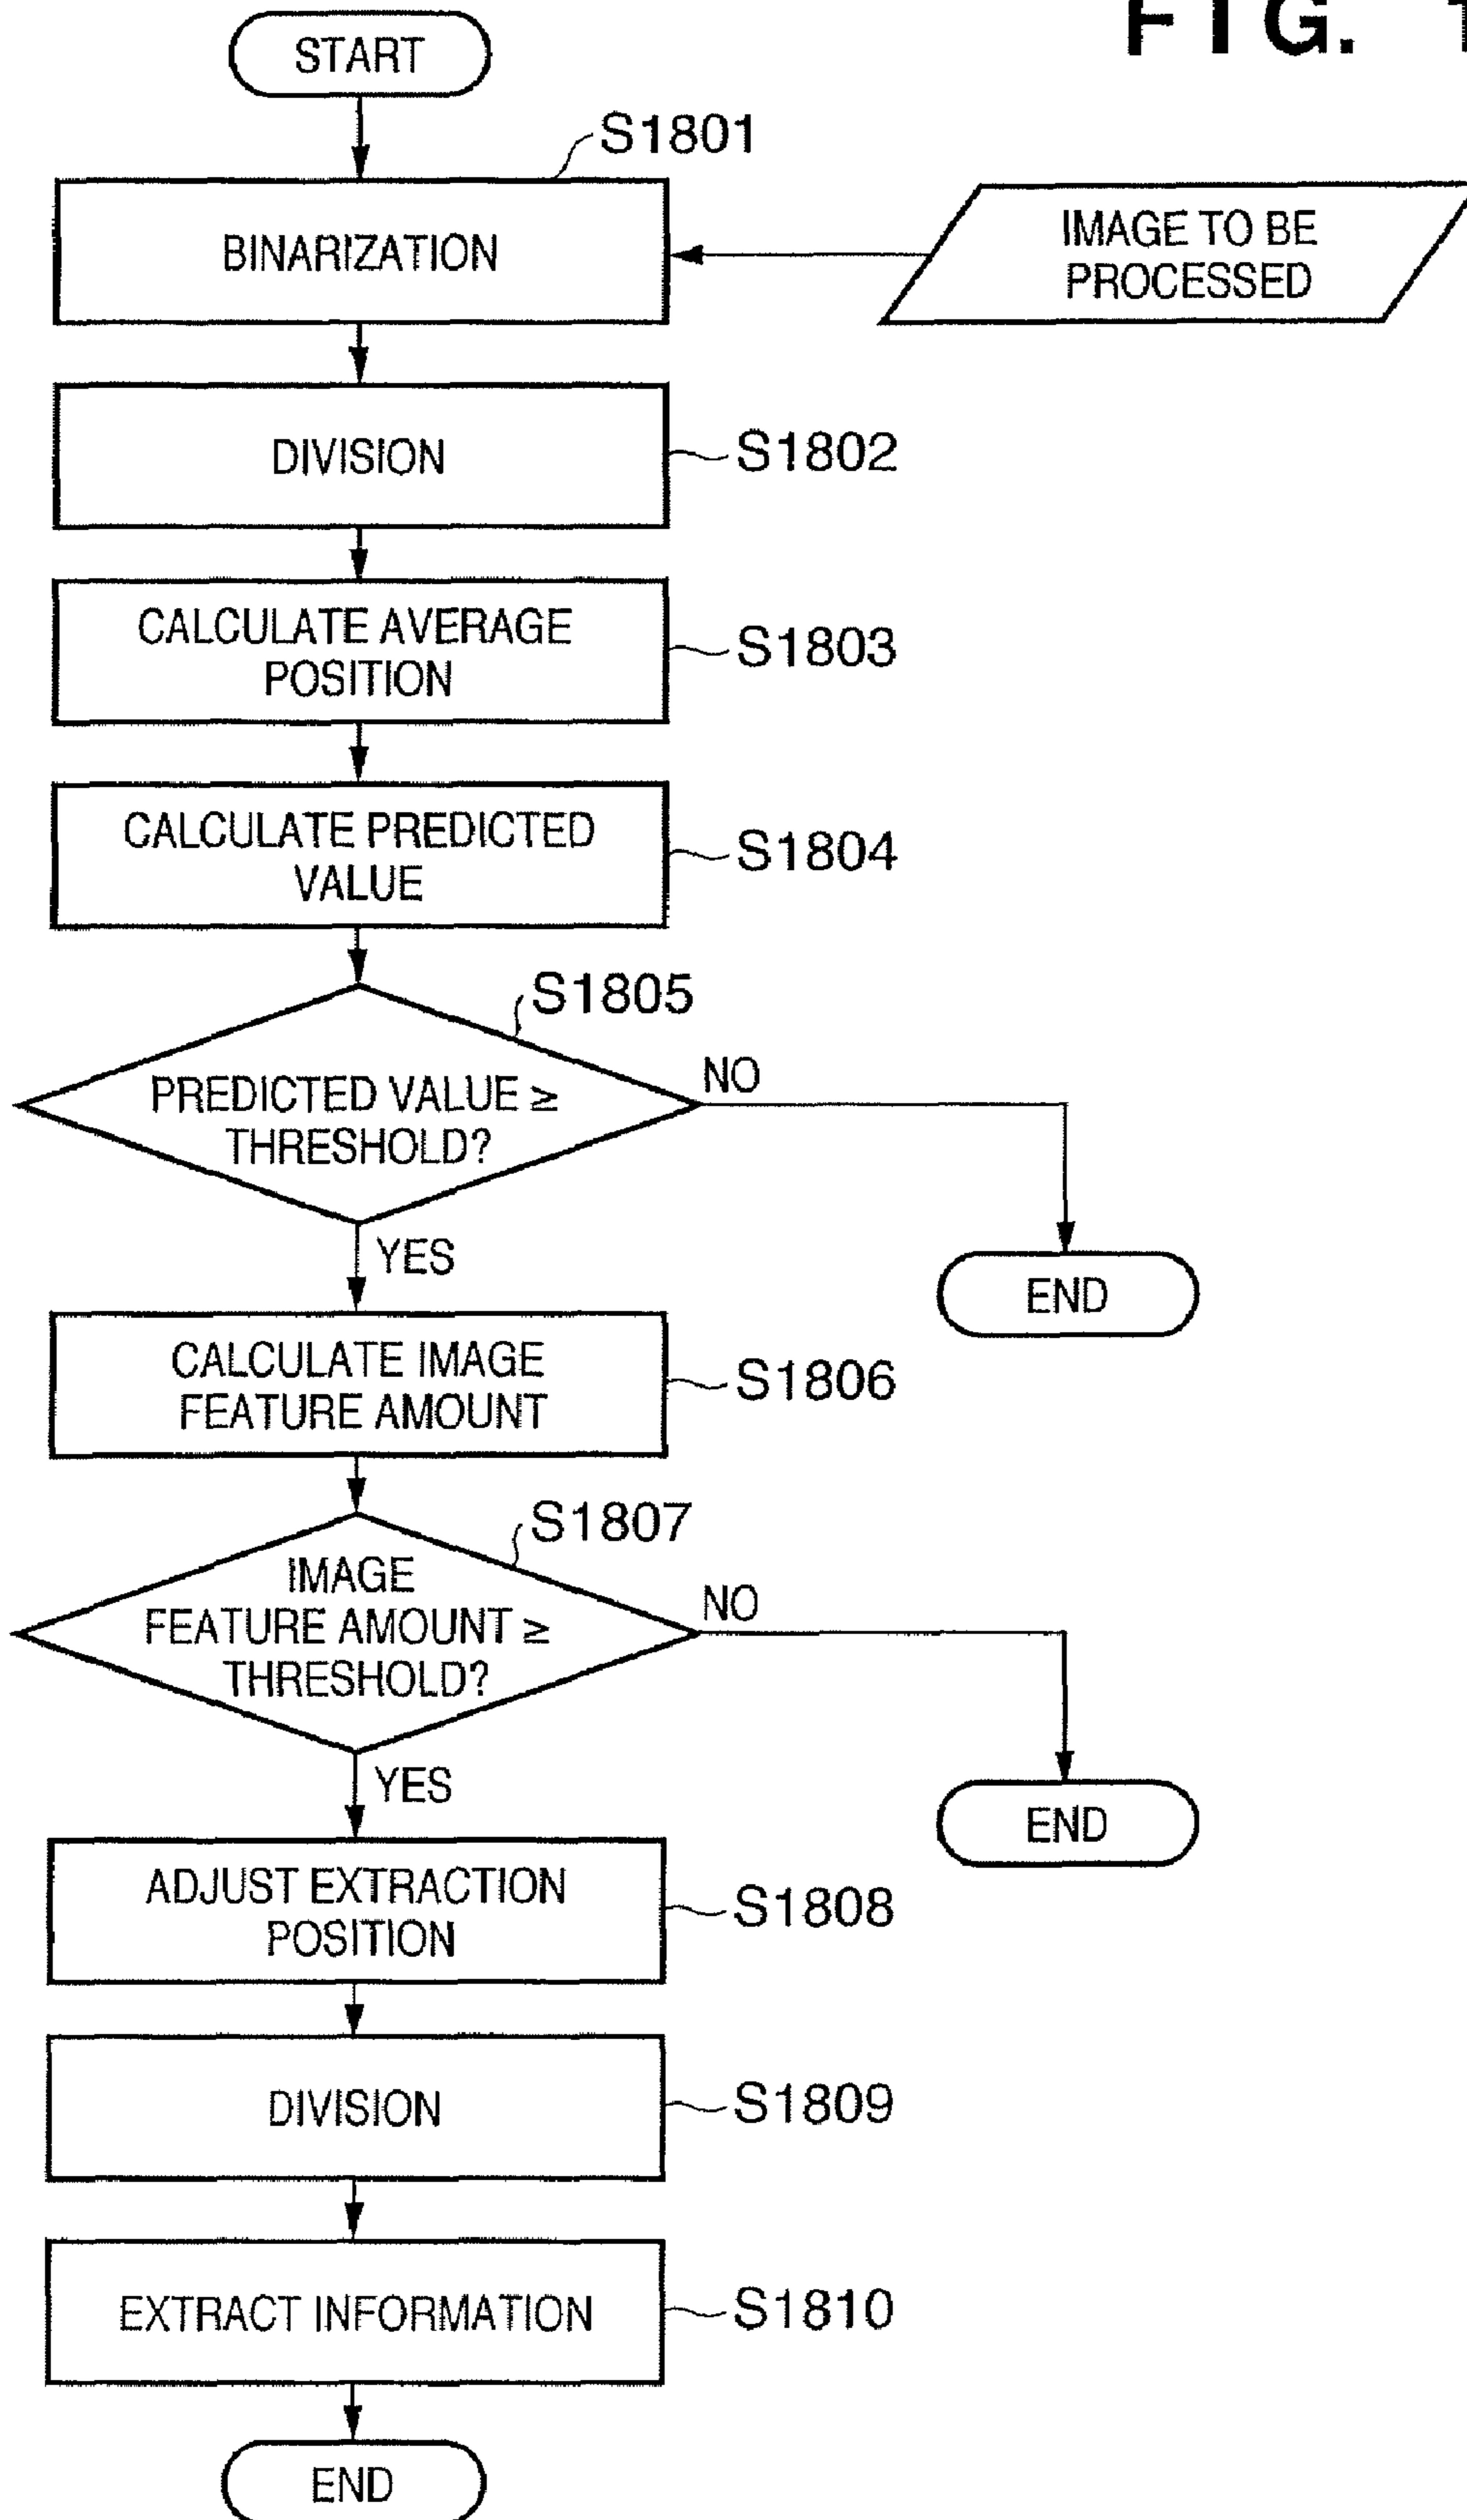 FIG. 1
START
S1801
BINARIZATION
IMAGE TO BE
PROCESSED
DIVISION
S1802
CALCULATE AVERAGE
POSITION
S1803
CALCULATE PREDICTED
VALUE
S1804
S1805
PREDICTED VALUE ≥
THRESHOLD?
NO
YES
END
CALCULATE IMAGE
FEATURE AMOUNT
S1806
S1807
IMAGE
FEATURE AMOUNT ≥
THRESHOLD?
NO
YES
END
ADJUST EXTRACTION
POSITION
S1808
DIVISION
S1809
EXTRACT INFORMATION
S1810
END